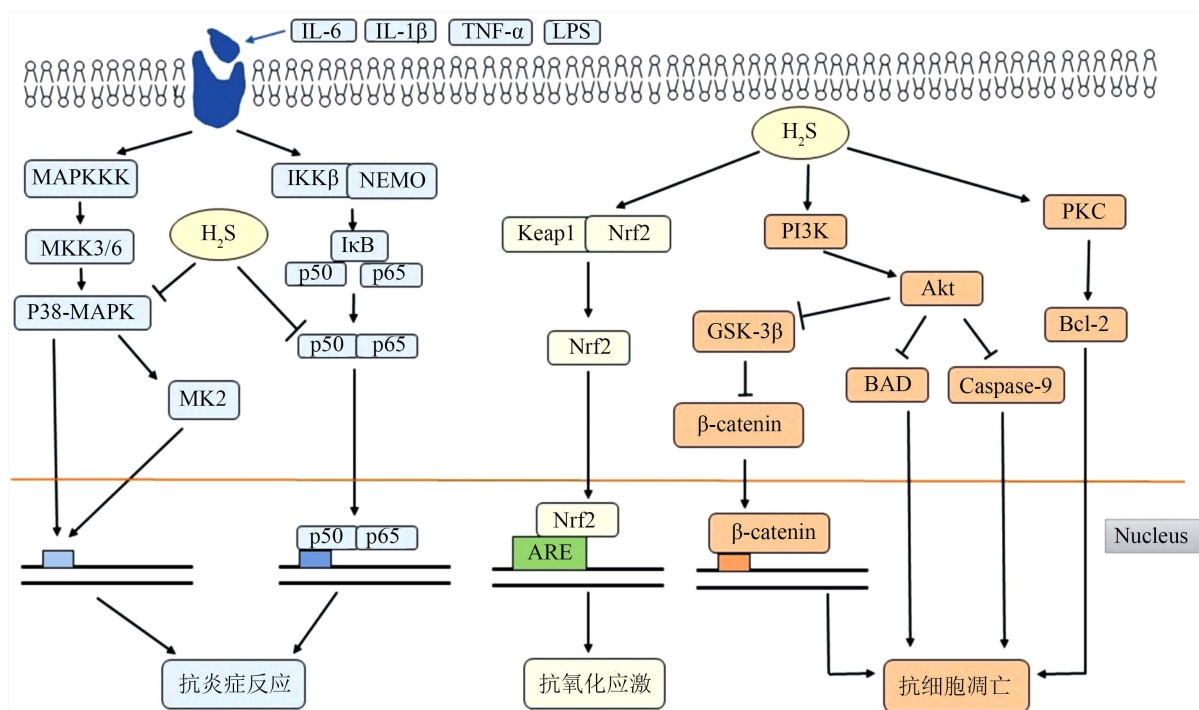 IL-6
IL-1β
TNF-α
LPS
H₂S
MAPKKK
IKKβ
NEMO
PKC
Keap1
Nrf2
PI3K
H₂S
MKK3/6
IκB
p50
p65
Akt
P38-MAPK
GSK-3β
Bcl-2
p50
p65
Nrf2
MK2
BAD
Caspase-9
β-catenin
p50
p65
Nrf2
ARE
β-catenin
Nucleus
抗炎症反应
抗氧化应激
抗细胞凋亡